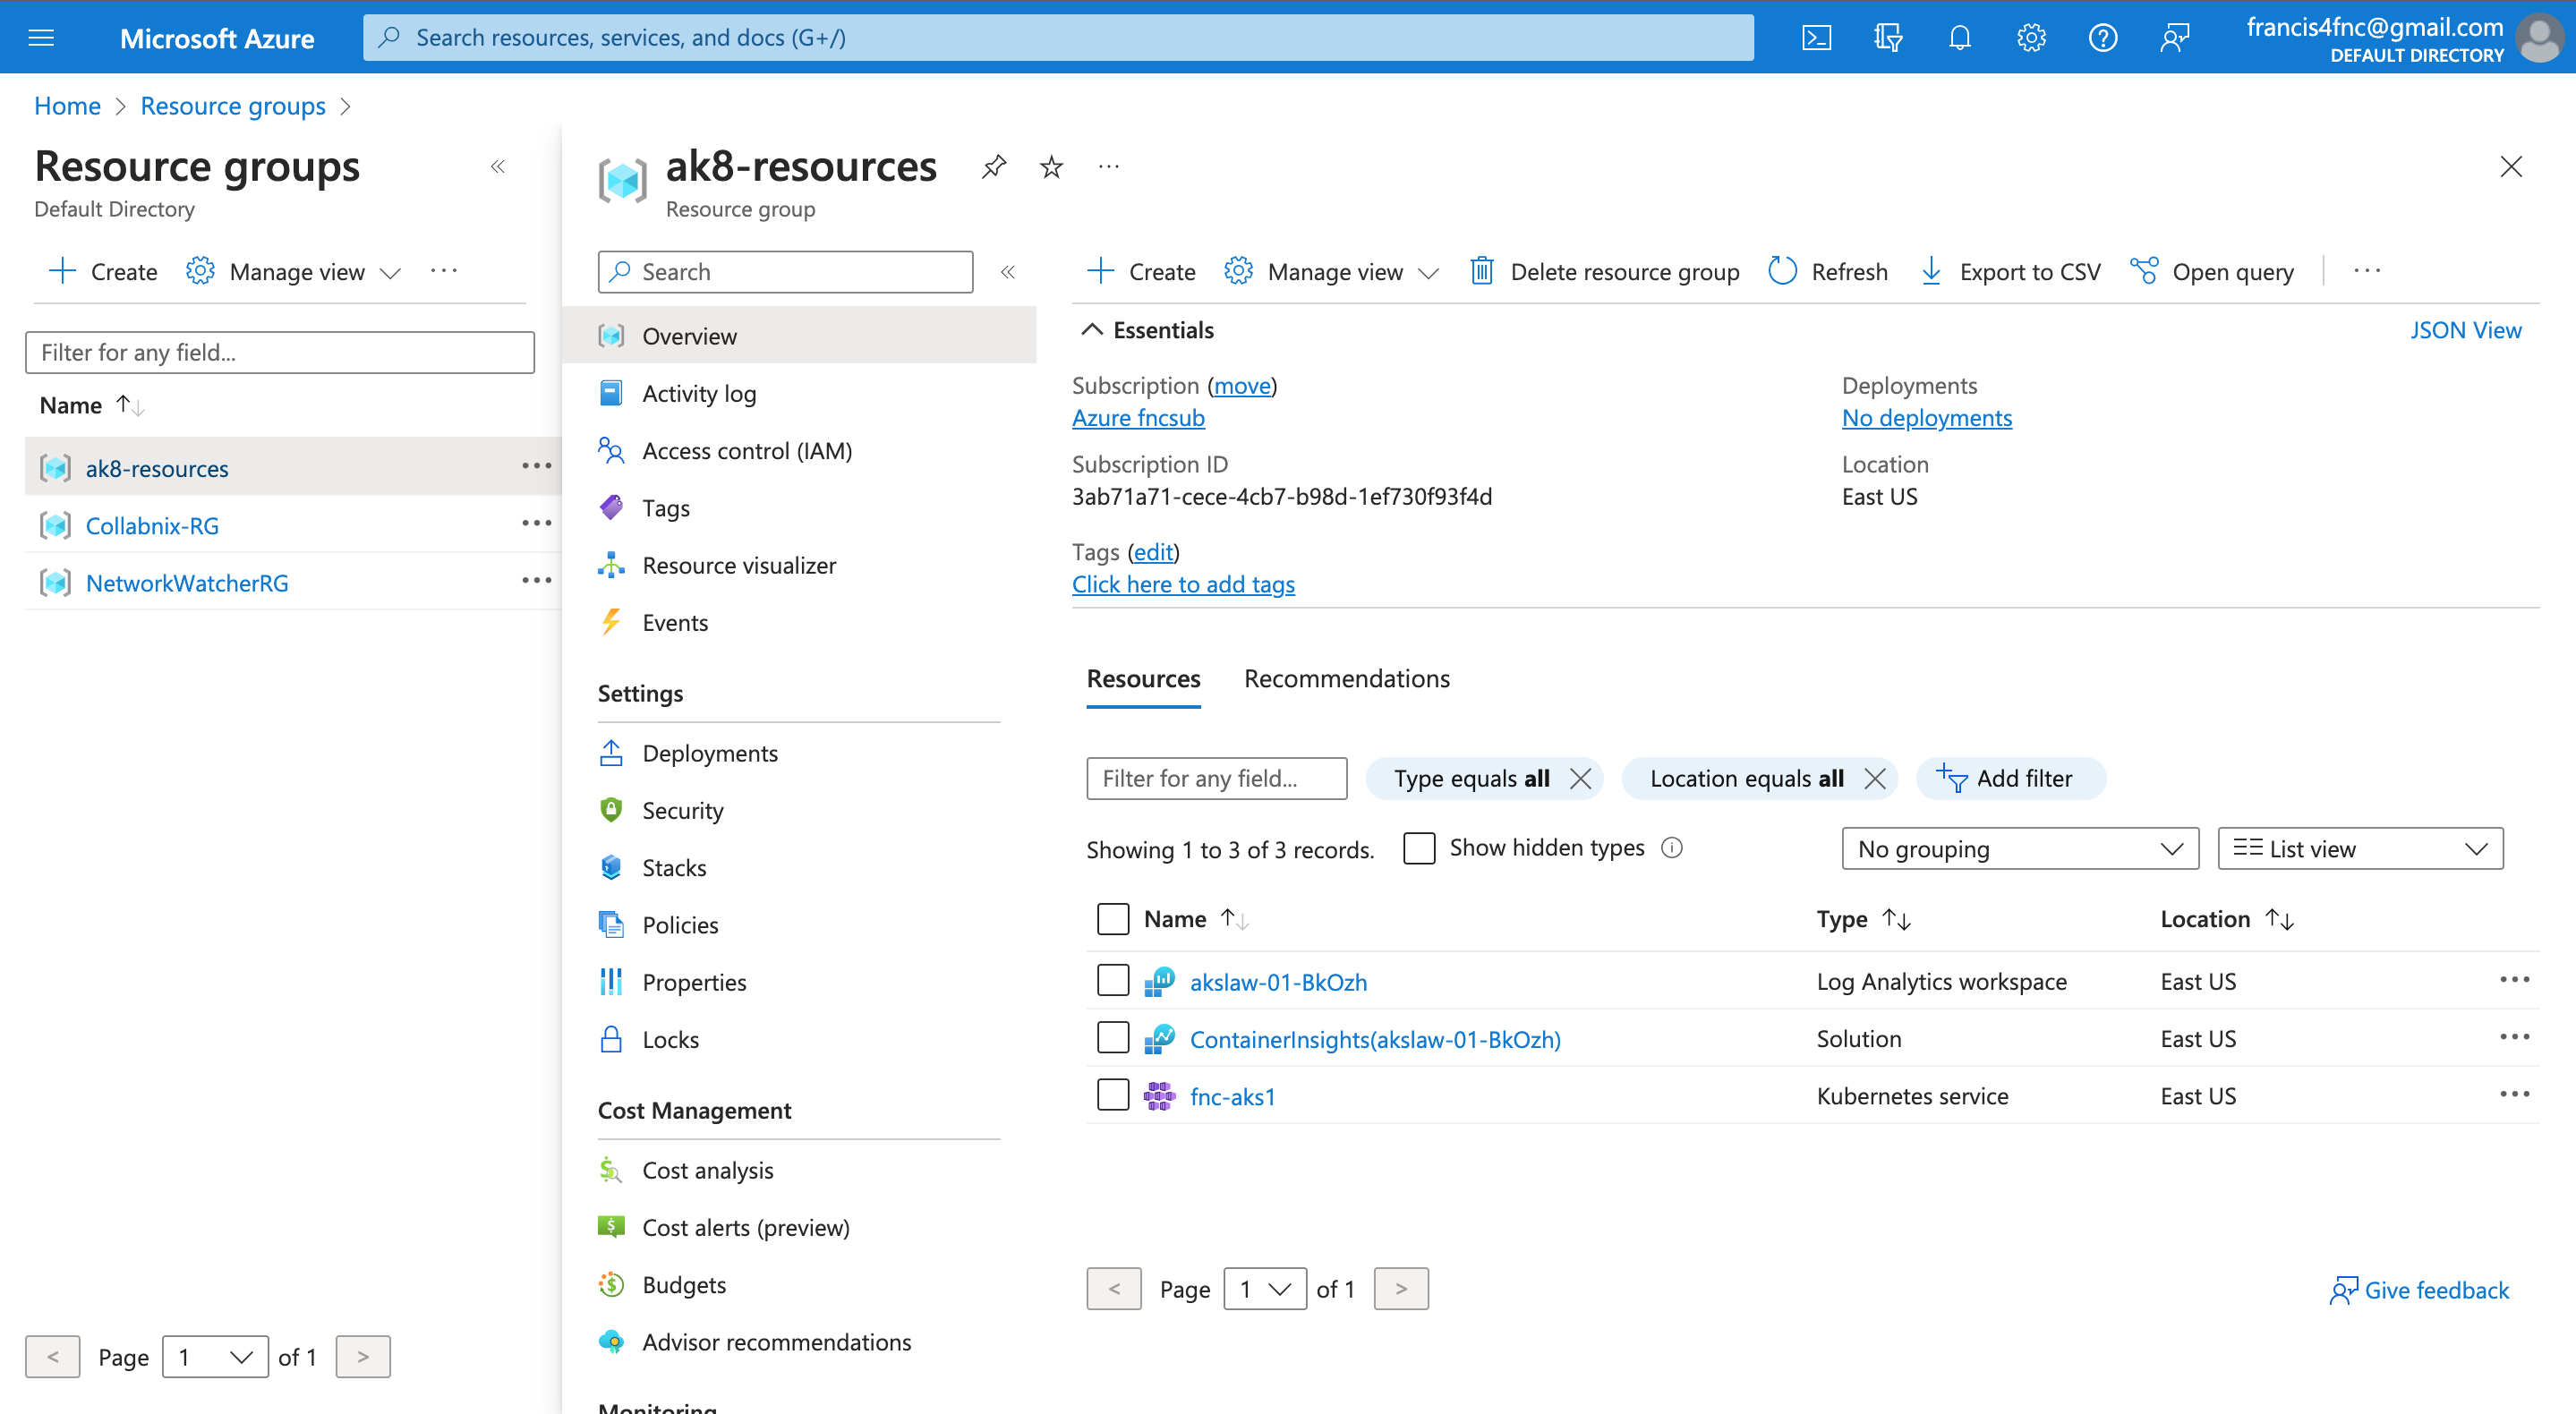 Microsoft Azure
Search resources, services, and docs (G+/)
francis4fnc@gmail.com
DEFAULT DIRECTORY
Home > Resource groups >
Resource groups
Default Directory
Create
Manage view
Filter for any field...
Name
ak8-resources
Collabnix-RG
NetworkWatcherRG
< Page 1 of 1 >
ak8-resources
Resource group
Search
Overview
Activity log
Access control (IAM)
Tags
Resource visualizer
Events
Settings
Deployments
Security
Stacks
Policies
Properties
Locks
Cost Management
Cost analysis
Cost alerts (preview)
Budgets
Advisor recommendations
Monitoring
Create
Manage view
Delete resource group
Refresh
Export to CSV
Open query
Essentials
JSON View
Subscription (move)
Azure fncsub
Subscription ID
3ab71a71-cece-4cb7-b98d-1ef730f93f4d
Tags (edit)
Click here to add tags
Deployments
No deployments
Location
East US
Resources
Recommendations
Filter for any field...
Type equals all
Location equals all
Add filter
Showing 1 to 3 of 3 records.
Show hidden types
No grouping
List view
Name Type Location
akslaw-01-BkOzh Log Analytics workspace East US
ContainerInsights(akslaw-01-BkOzh) Solution East US
fnc-aks1 Kubernetes service East US
< Page 1 of 1 >
Give feedback